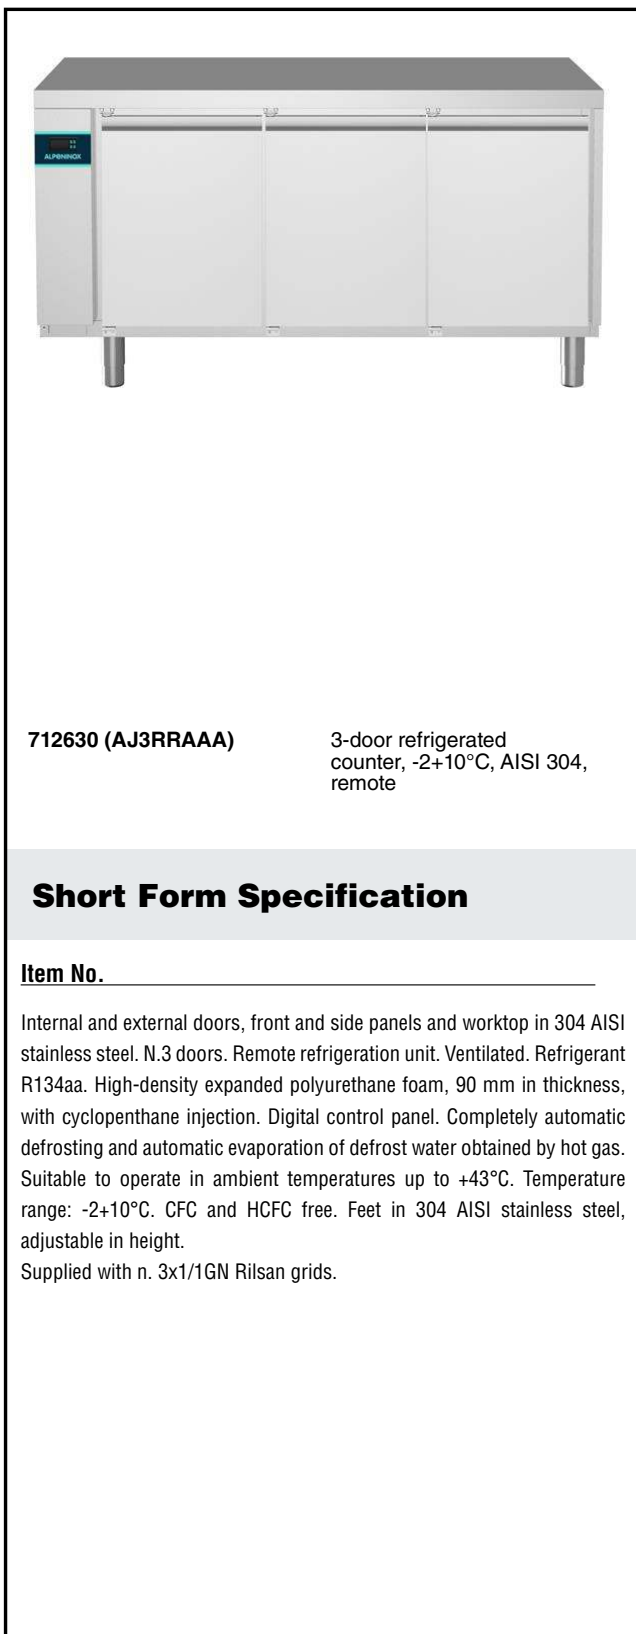 ALPENINOX
712630 (AJ3RRAAA)
3-door refrigerated
counter, -2+10°C, AISI 304,
remote
Short Form Specification
Item No.
Internal and external doors, front and side panels and worktop in 304 AISI
stainless steel. N.3 doors. Remote refrigeration unit. Ventilated. Refrigerant
R134aa. High-density expanded polyurethane foam, 90 mm in thickness,
with cyclopenthane injection. Digital control panel. Completely automatic
defrosting and automatic evaporation of defrost water obtained by hot gas.
Suitable to operate in ambient temperatures up to +43°C. Temperature
range: -2+10°C. CFC and HCFC free. Feet in 304 AISI stainless steel,
adjustable in height.
Supplied with n. 3x1/1GN Rilsan grids.